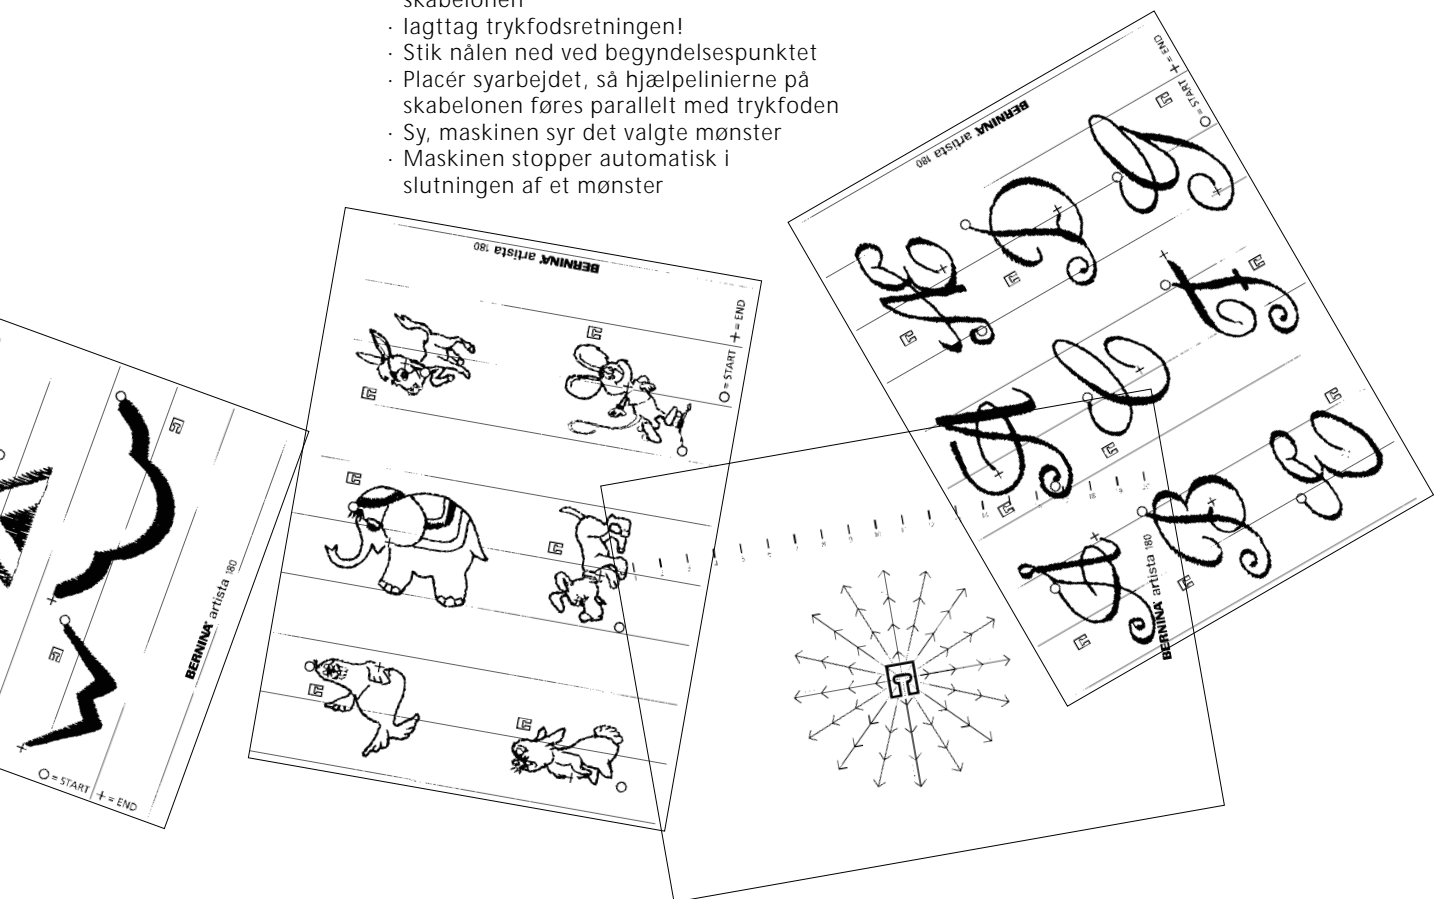 skabelonen
· Iagttag trykfodsretningen!
· Stik nålen ned ved begyndelsespunktet
· Placér syarbejdet, så hjælpelinierne på
skabelonen føres parallelt med trykfoden
· Sy, maskinen syr det valgte mønster
· Maskinen stopper automatisk i
slutningen af et mønster
BERNINA® artista 180
O = START + = END
BERNINA® artista 180
O = START + = END
BERNINA® artista 180
O = START + = END
BERNINA® artista 180